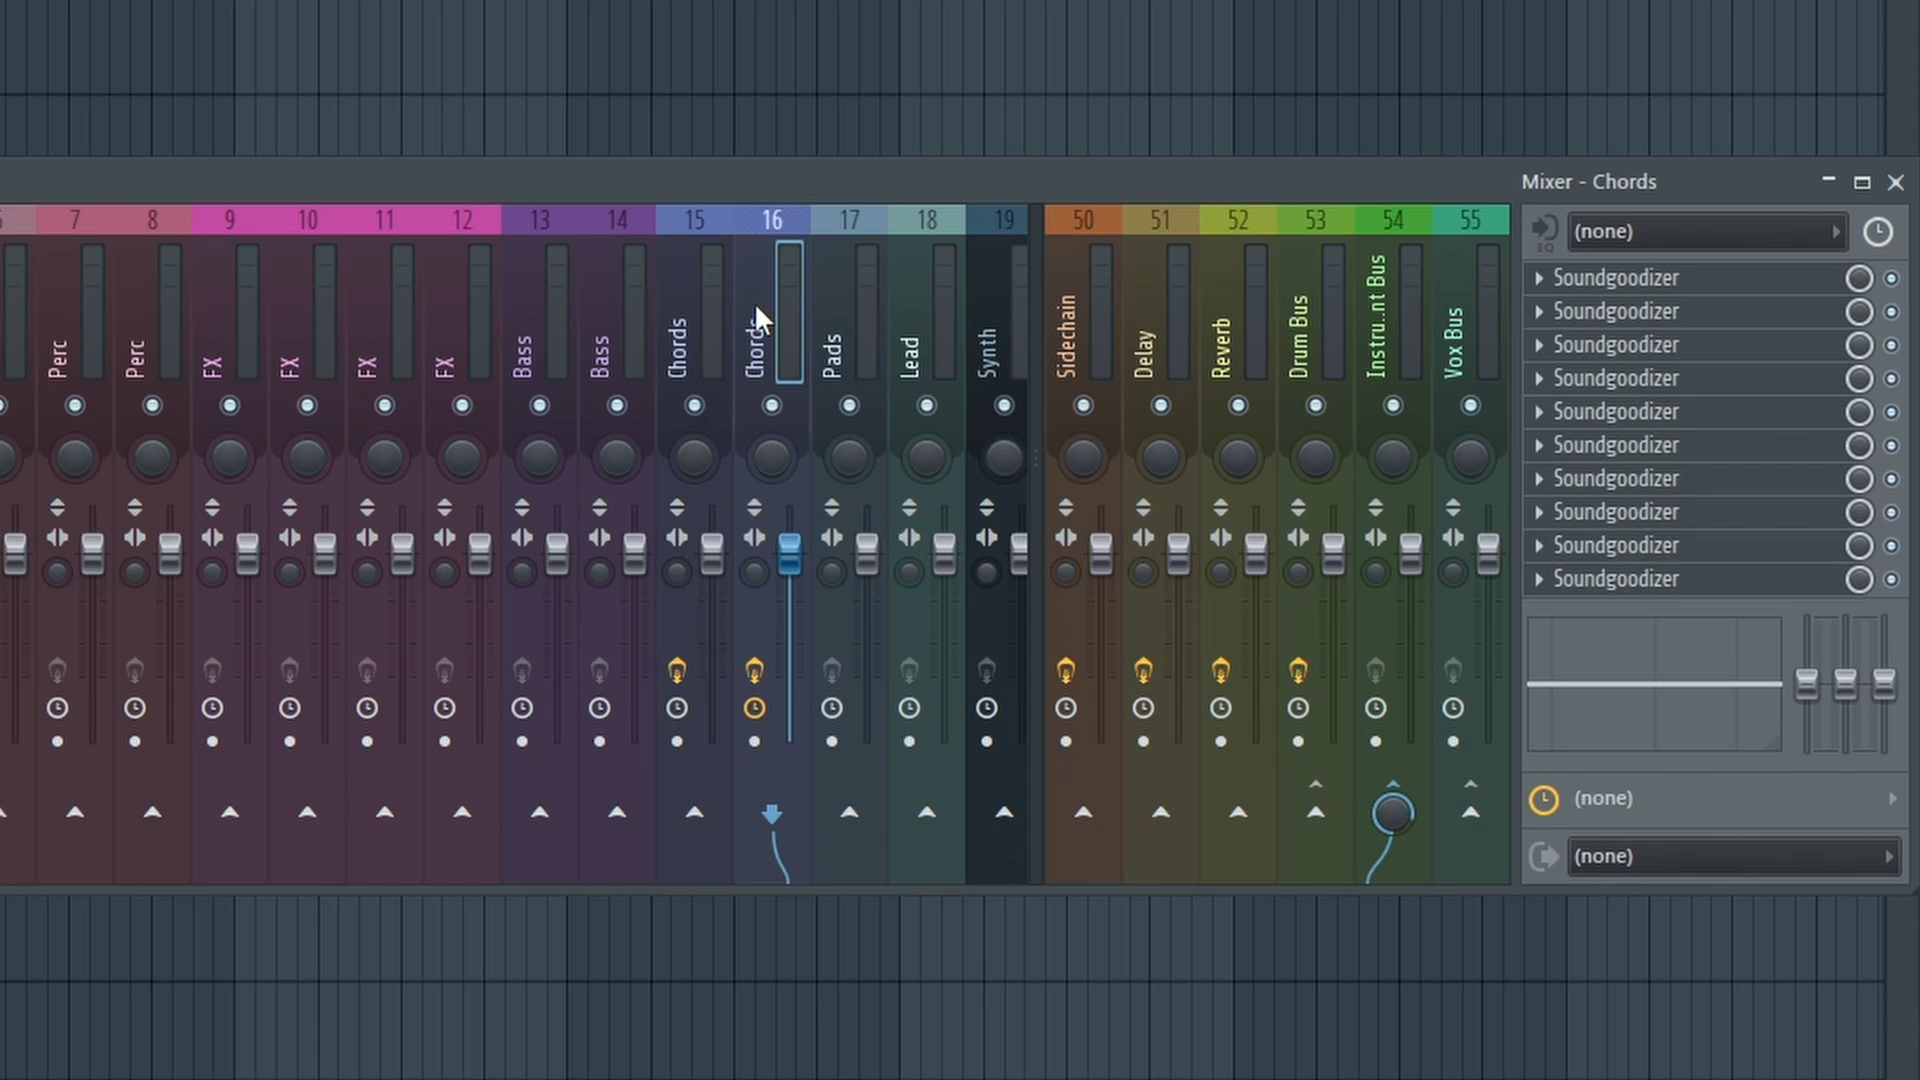 Mixer - Chords
7 8 9 10 11 12 13 14 15 16 17 18 19 50 51 52 53 54 55
Perc
Perc
FX
FX
FX
FX
Bass
Bass
Chords
Chords
Pads
Lead
Synth
Sidechain
Delay
Reverb
Drum Bus
Instru..nt Bus
Vox Bus
EQ
(none)
Soundgoodizer
Soundgoodizer
Soundgoodizer
Soundgoodizer
Soundgoodizer
Soundgoodizer
Soundgoodizer
Soundgoodizer
Soundgoodizer
Soundgoodizer
(none)
(none)